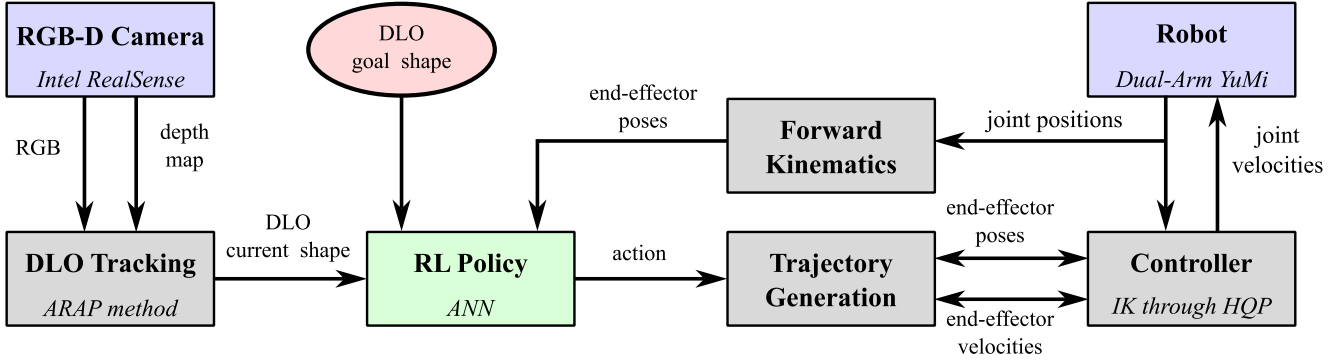 RGB-D Camera
Intel RealSense
DLO
goal shape
Robot
Dual-Arm YuMi
RGB
depth
map
end-effector
poses
Forward
Kinematics
joint positions
joint
velocities
DLO Tracking
ARAP method
DLO
current shape
RL Policy
ANN
action
Trajectory
Generation
end-effector
poses
end-effector
velocities
Controller
IK through HQP